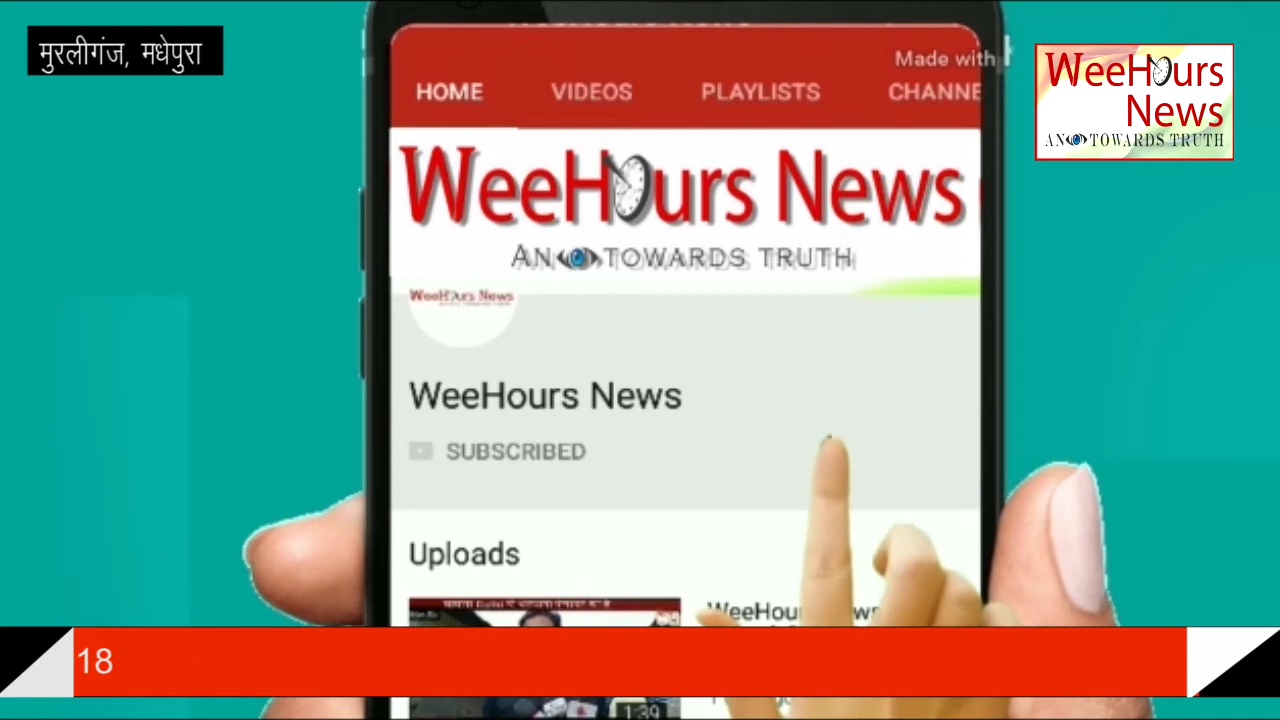 मुरलीगंज, मधेपुरा
Made with
HOME VIDEOS PLAYLISTS CHANNE
WeeHours News
AN TOWARDS TRUTH
WeeHours
News
AN TOWARDS TRUTH
WeeHours News
WeeHours News
SUBSCRIBED
Uploads
18
1:39